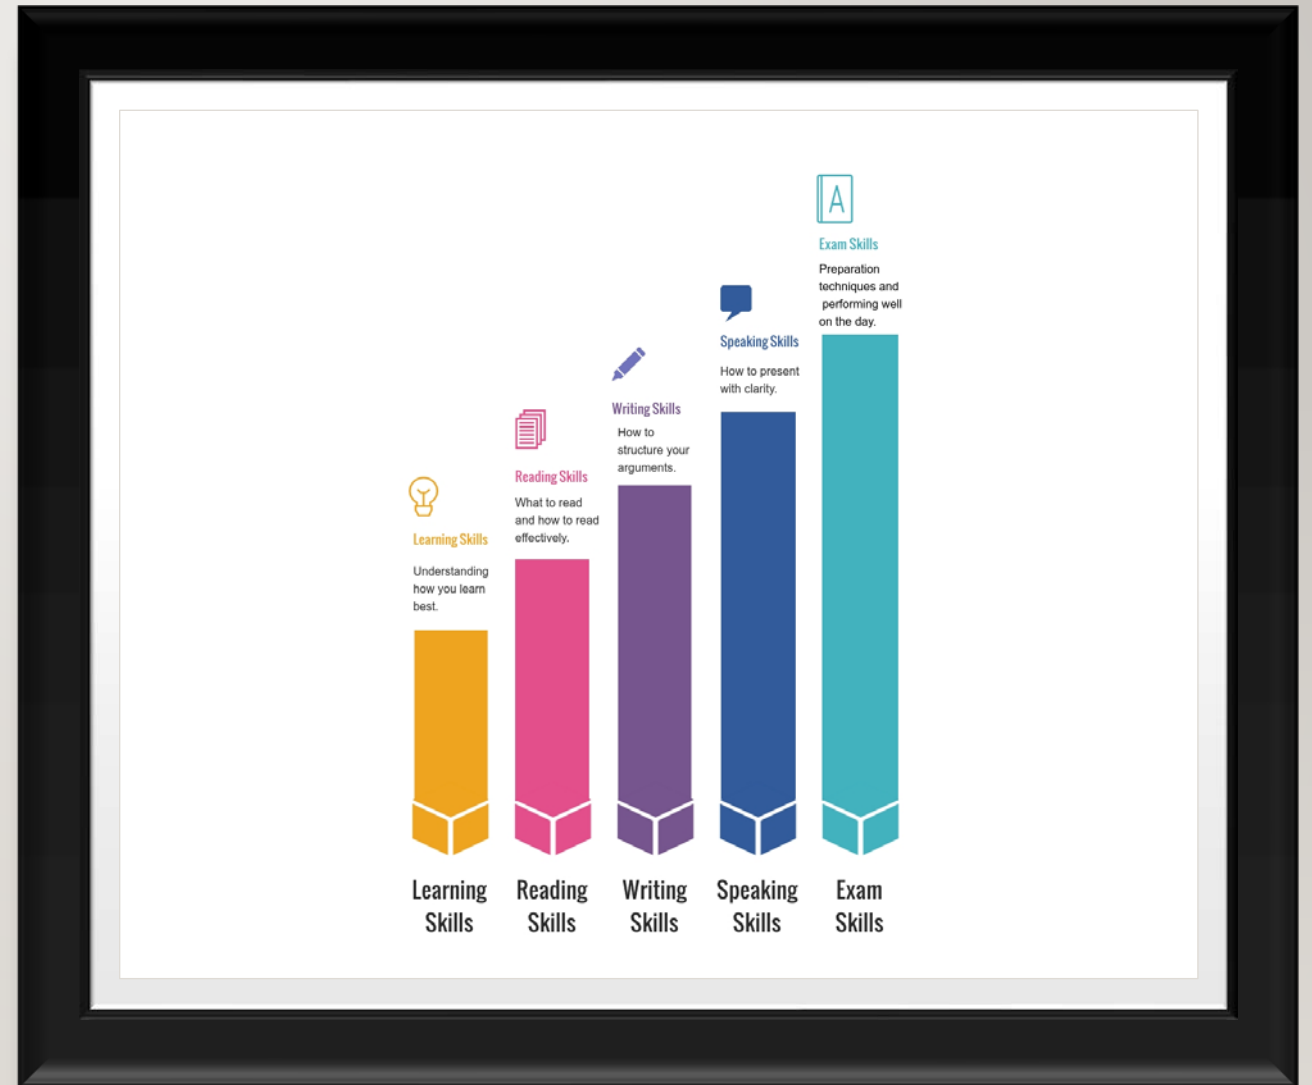 A
Exam Skills
Preparation
techniques and
performing well
on the day.
Speaking Skills
How to present
with clarity.
Writing Skills
How to
structure your
arguments.
Reading Skills
What to read
and how to read
effectively.
Learning Skills
Understanding
how you learn
best.
Learning
Skills
Reading
Skills
Writing
Skills
Speaking
Skills
Exam
Skills